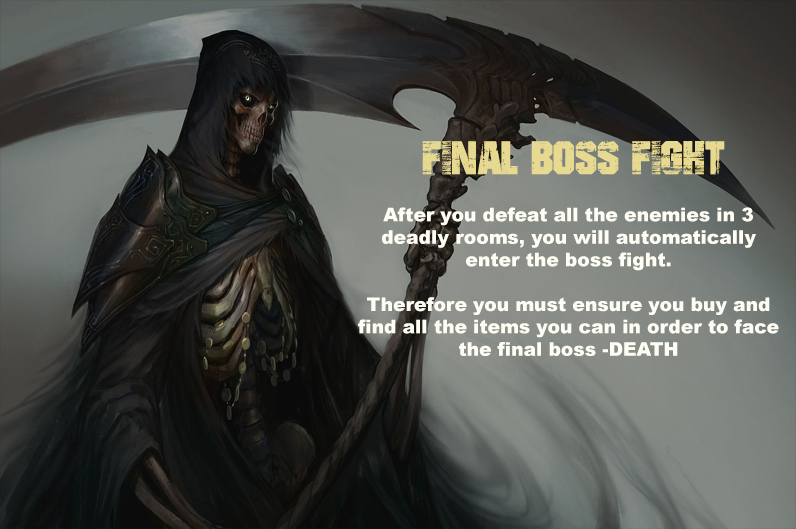 FINAL BOSS FIGHT
After you defeat all the enemies in 3
deadly rooms, you will automatically
enter the boss fight.
Therefore you must ensure you buy and
find all the items you can in order to face
the final boss -DEATH